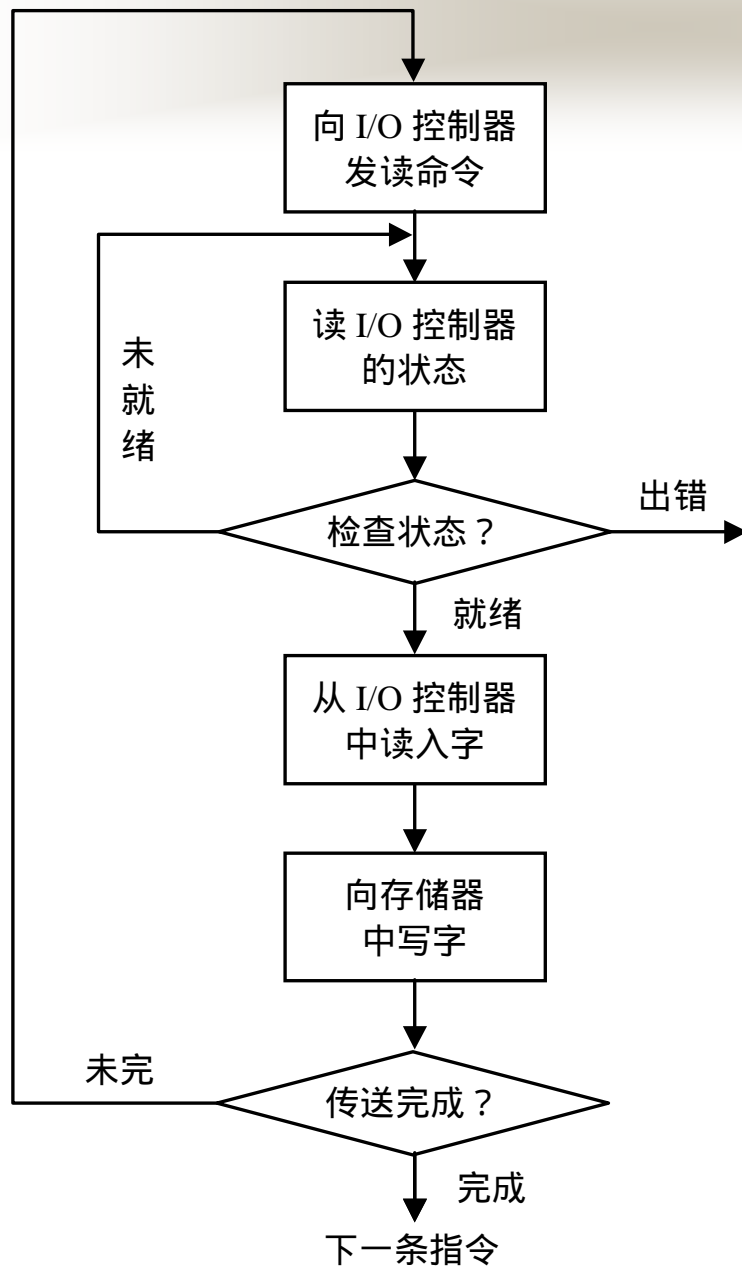 向 I/O 控制器
发读命令
读 I/O 控制器
的状态
未
就
绪
检查状态？
出错
就绪
从 I/O 控制器
中读入字
向存储器
中写字
未完
传送完成？
完成
下一条指令